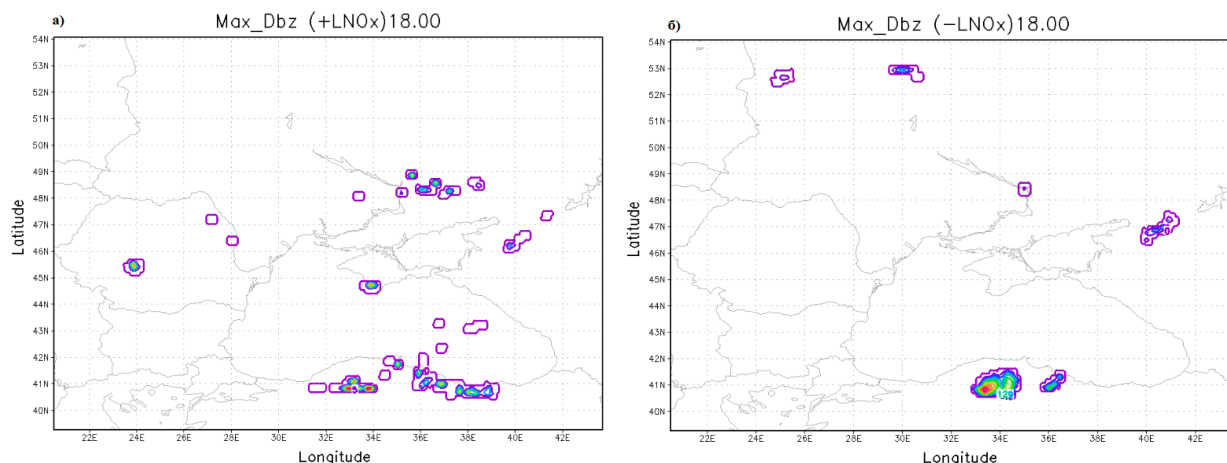 а)
Max_Dbz (+LNOx)18.00
54N
53N
52N
51N
50N
49N
48N
47N
46N
45N
44N
43N
42N
41N
40N
Latitude
22E 24E 26E 28E 30E 32E 34E 36E 38E 40E 42E
Longitude
б)
Max_Dbz (−LNOx)18.00
54N
53N
52N
51N
50N
49N
48N
47N
46N
45N
44N
43N
42N
41N
40N
Latitude
129
22E 24E 26E 28E 30E 32E 34E 36E 38E 40E 42E
Longitude